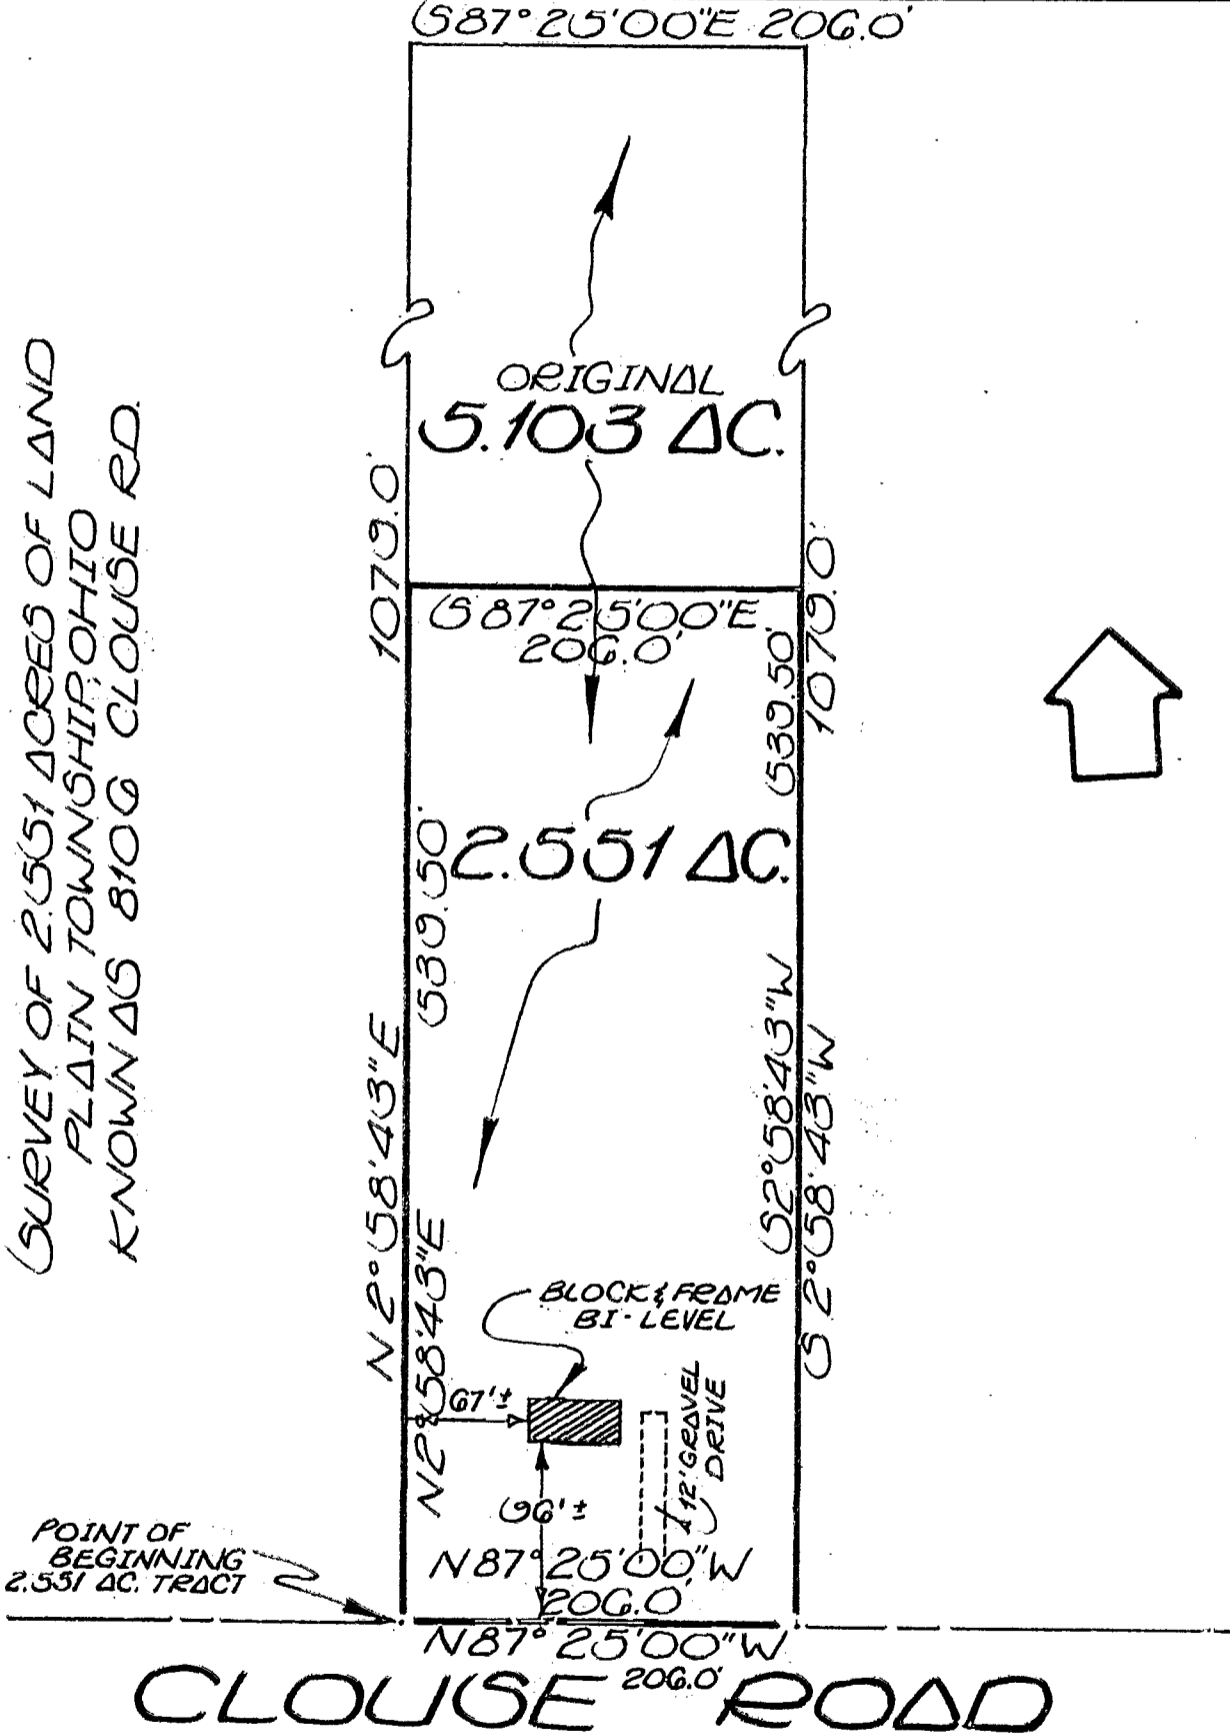 S87°25'00"E 206.0'
ORIGINAL
5.103 AC.
1079.0'
1079.0'
S87°25'00"E
206.0'
539.50'
539.50'
2.551 AC.
SURVEY OF 2.551 ACRES OF LAND
PLAIN TOWNSHIP, OHIO
KNOWN AS 8106 CLOUSE RD.
N2°58'43"E
N2°58'43"E
S2°58'43"W
S2°58'43"W
BLOCK & FRAME
BI-LEVEL
67'±
12' GRAVEL
DRIVE
96'±
POINT OF
BEGINNING
2.551 AC. TRACT
N87°25'00"W
206.0'
N87°25'00"W
206.0'
CLOUSE ROAD